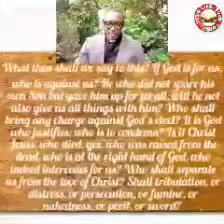 What then shall we say to this? If God is for us,
who is against us? He who did not spare his
own Son but gave him up for us all, will he not
also give us all things with him? Who shall
bring any charge against God's elect? It is God
who justifies; who is to condemn? Is it Christ
Jesus, who died, yes, who was raised from the
dead, who is at the right hand of God, who
indeed intercedes for us? Who shall separate
us from the love of Christ? Shall tribulation, or
distress, or persecution, or famine, or
nakedness, or peril, or sword?